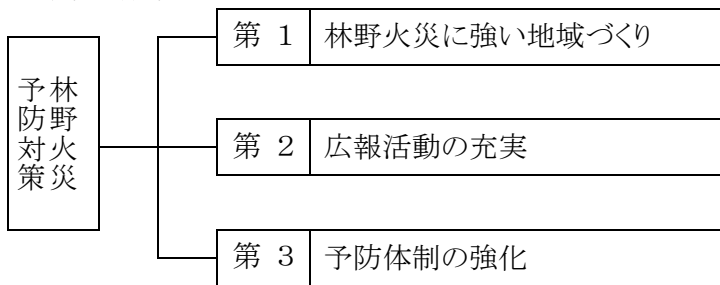 林野火災
予防対策
第 1 林野火災に強い地域づくり
第 2 広報活動の充実
第 3 予防体制の強化